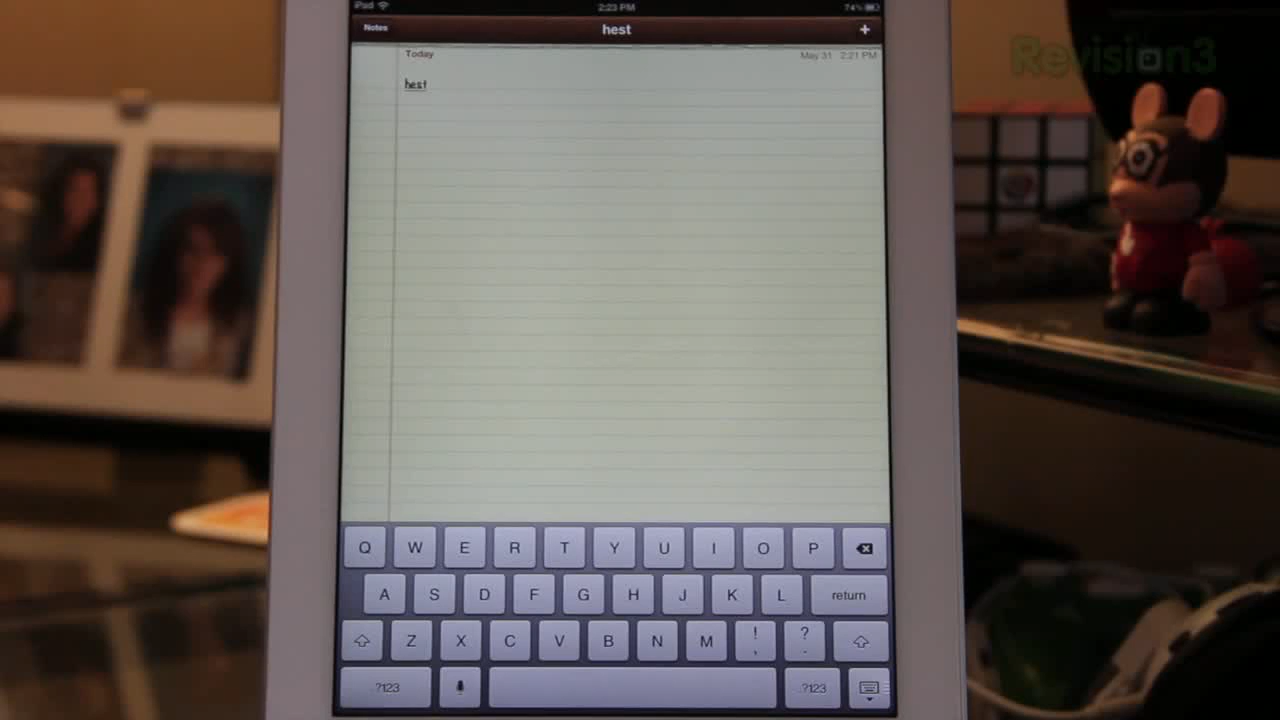 iPad 2:23 PM 74%
Notes hest +
Today May 31 2:21 PM
hest
Revision3
Q W E R T Y U I O P
A S D F G H J K L return
Z X C V B N M ! , ? .
.?123 .?123